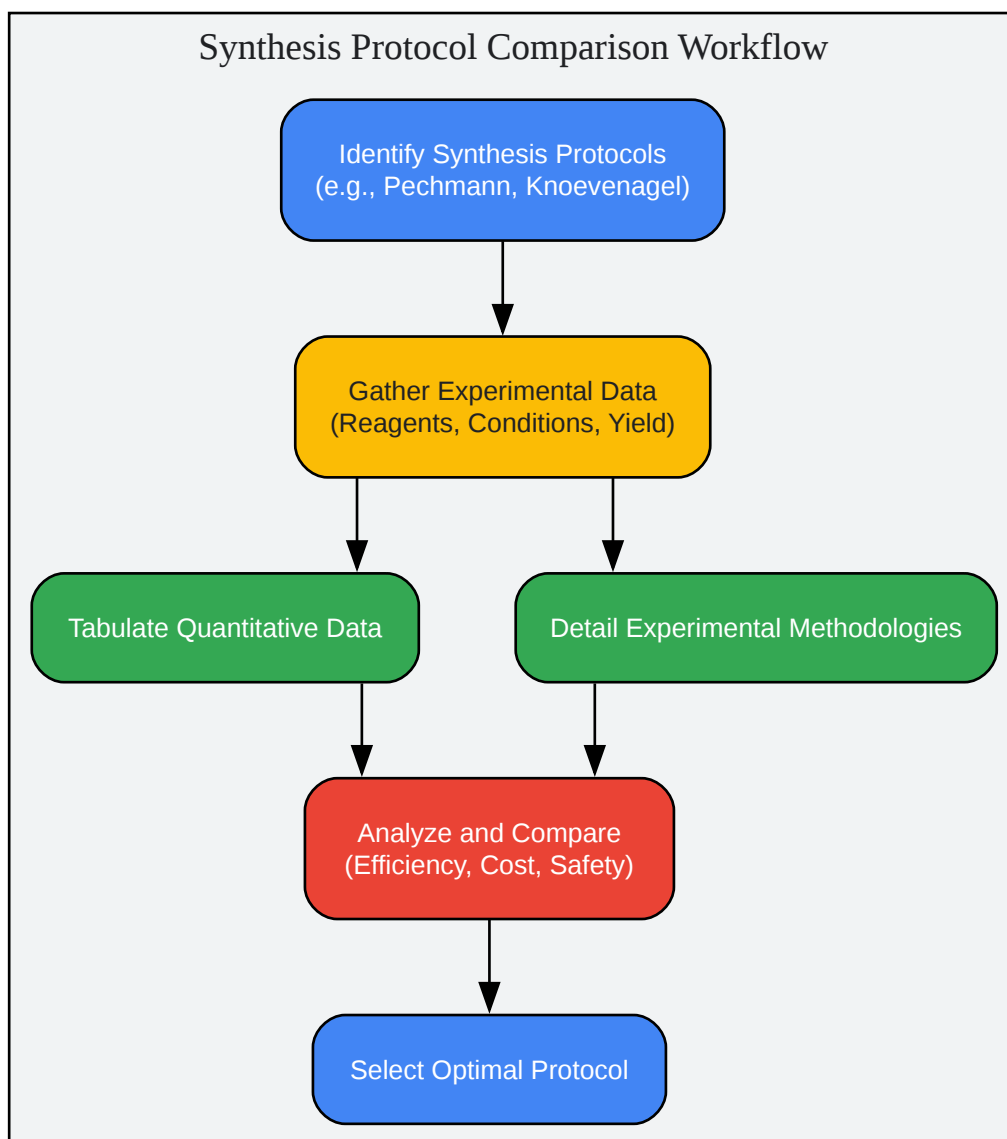 Synthesis Protocol Comparison Workflow
Identify Synthesis Protocols
(e.g., Pechmann, Knoevenagel)
Gather Experimental Data
(Reagents, Conditions, Yield)
Tabulate Quantitative Data
Detail Experimental Methodologies
Analyze and Compare
(Efficiency, Cost, Safety)
Select Optimal Protocol